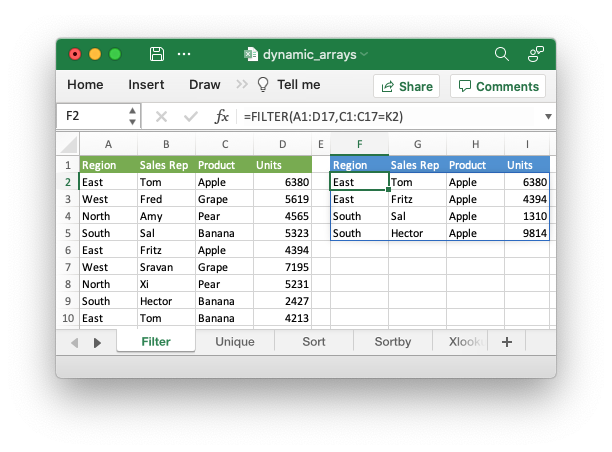 dynamic_arrays
Home Insert Draw Tell me Share Comments
F2 fx =FILTER(A1:D17,C1:C17=K2)
A B C D E F G H I
1 Region Sales Rep Product Units Region Sales Rep Product Units
2 East Tom Apple 6380 East Tom Apple 6380
3 West Fred Grape 5619 East Fritz Apple 4394
4 North Amy Pear 4565 South Sal Apple 1310
5 South Sal Banana 5323 South Hector Apple 9814
6 East Fritz Apple 4394
7 West Sravan Grape 7195
8 North Xi Pear 5231
9 South Hector Banana 2427
10 East Tom Banana 4213
Filter Unique Sort Sortby Xlook